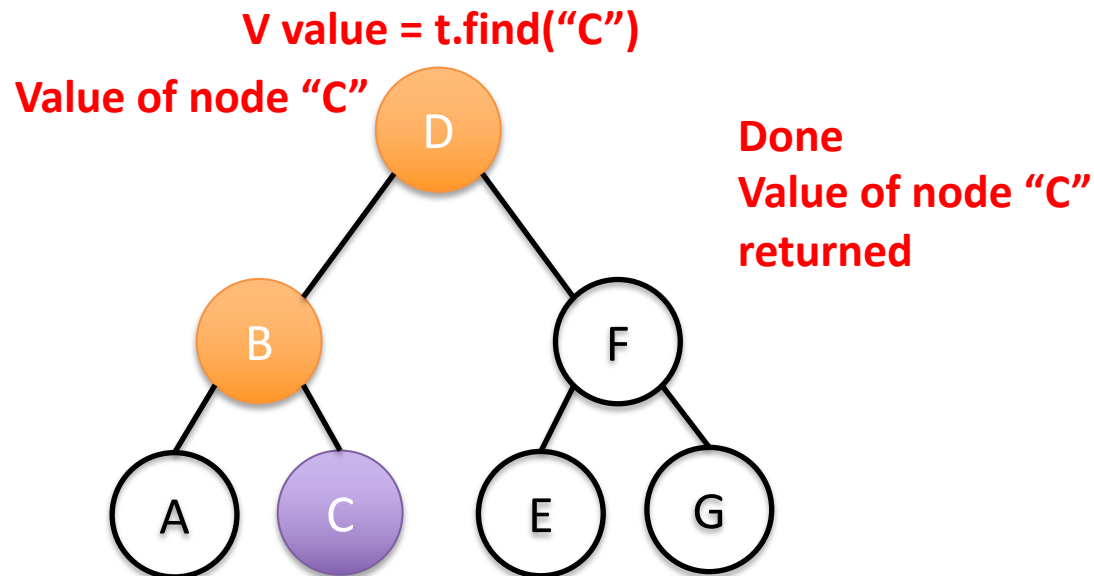 V value = t.find(“C”)
Value of node “C”
D
Done
Value of node “C”
returned
B
F
A
C
E
G